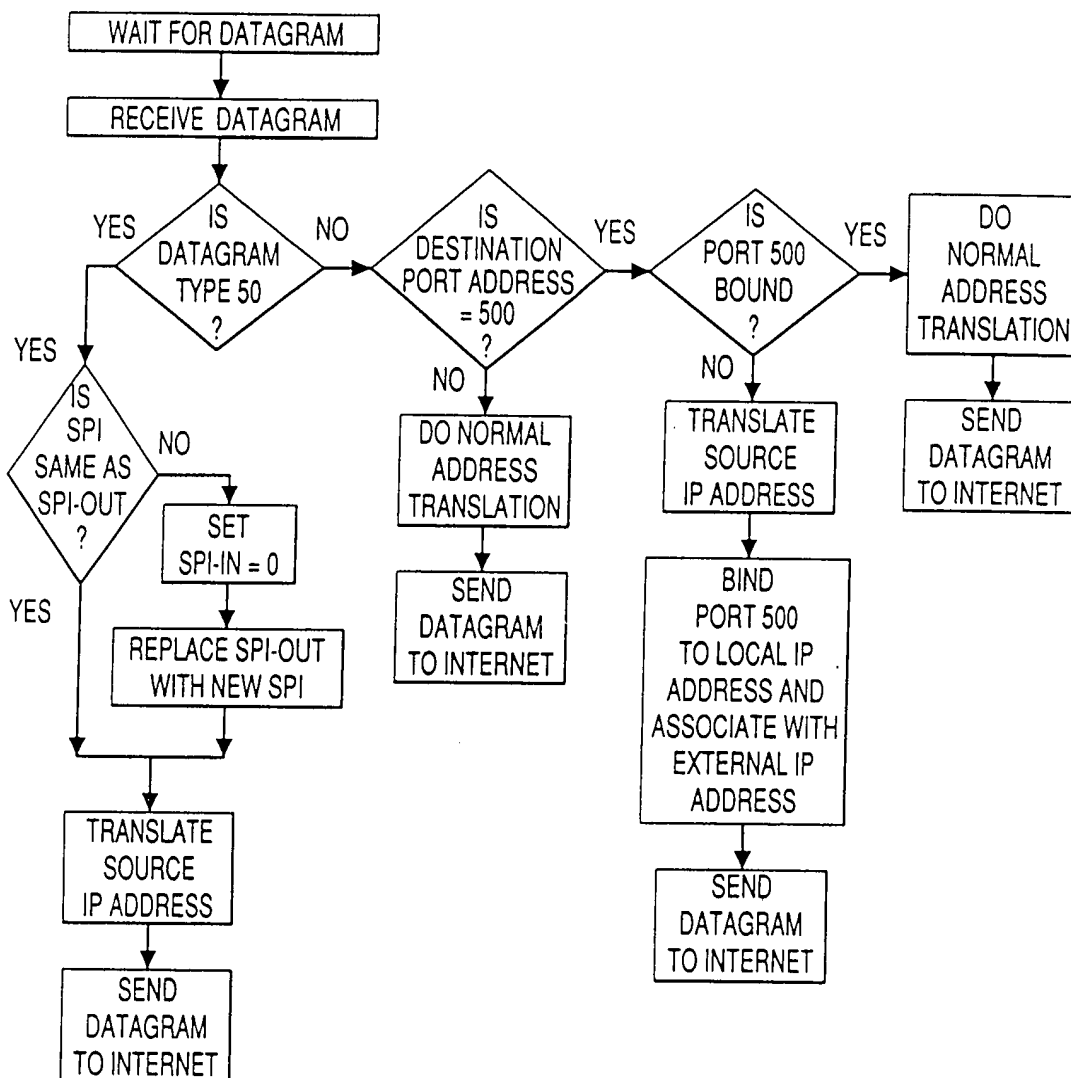 WAIT FOR DATAGRAM
RECEIVE DATAGRAM
YES
IS
DATAGRAM
TYPE 50
?
NO
IS
DESTINATION
PORT ADDRESS
= 500
?
YES
IS
PORT 500
BOUND
?
YES
DO
NORMAL
ADDRESS
TRANSLATION
SEND
DATAGRAM
TO INTERNET
NO
TRANSLATE
SOURCE
IP ADDRESS
BIND
PORT 500
TO LOCAL IP
ADDRESS AND
ASSOCIATE WITH
EXTERNAL IP
ADDRESS
SEND
DATAGRAM
TO INTERNET
NO
DO NORMAL
ADDRESS
TRANSLATION
SEND
DATAGRAM
TO INTERNET
YES
IS
SPI
SAME AS
SPI-OUT
?
NO
SET
SPI-IN = 0
REPLACE SPI-OUT
WITH NEW SPI
YES
TRANSLATE
SOURCE
IP ADDRESS
SEND
DATAGRAM
TO INTERNET